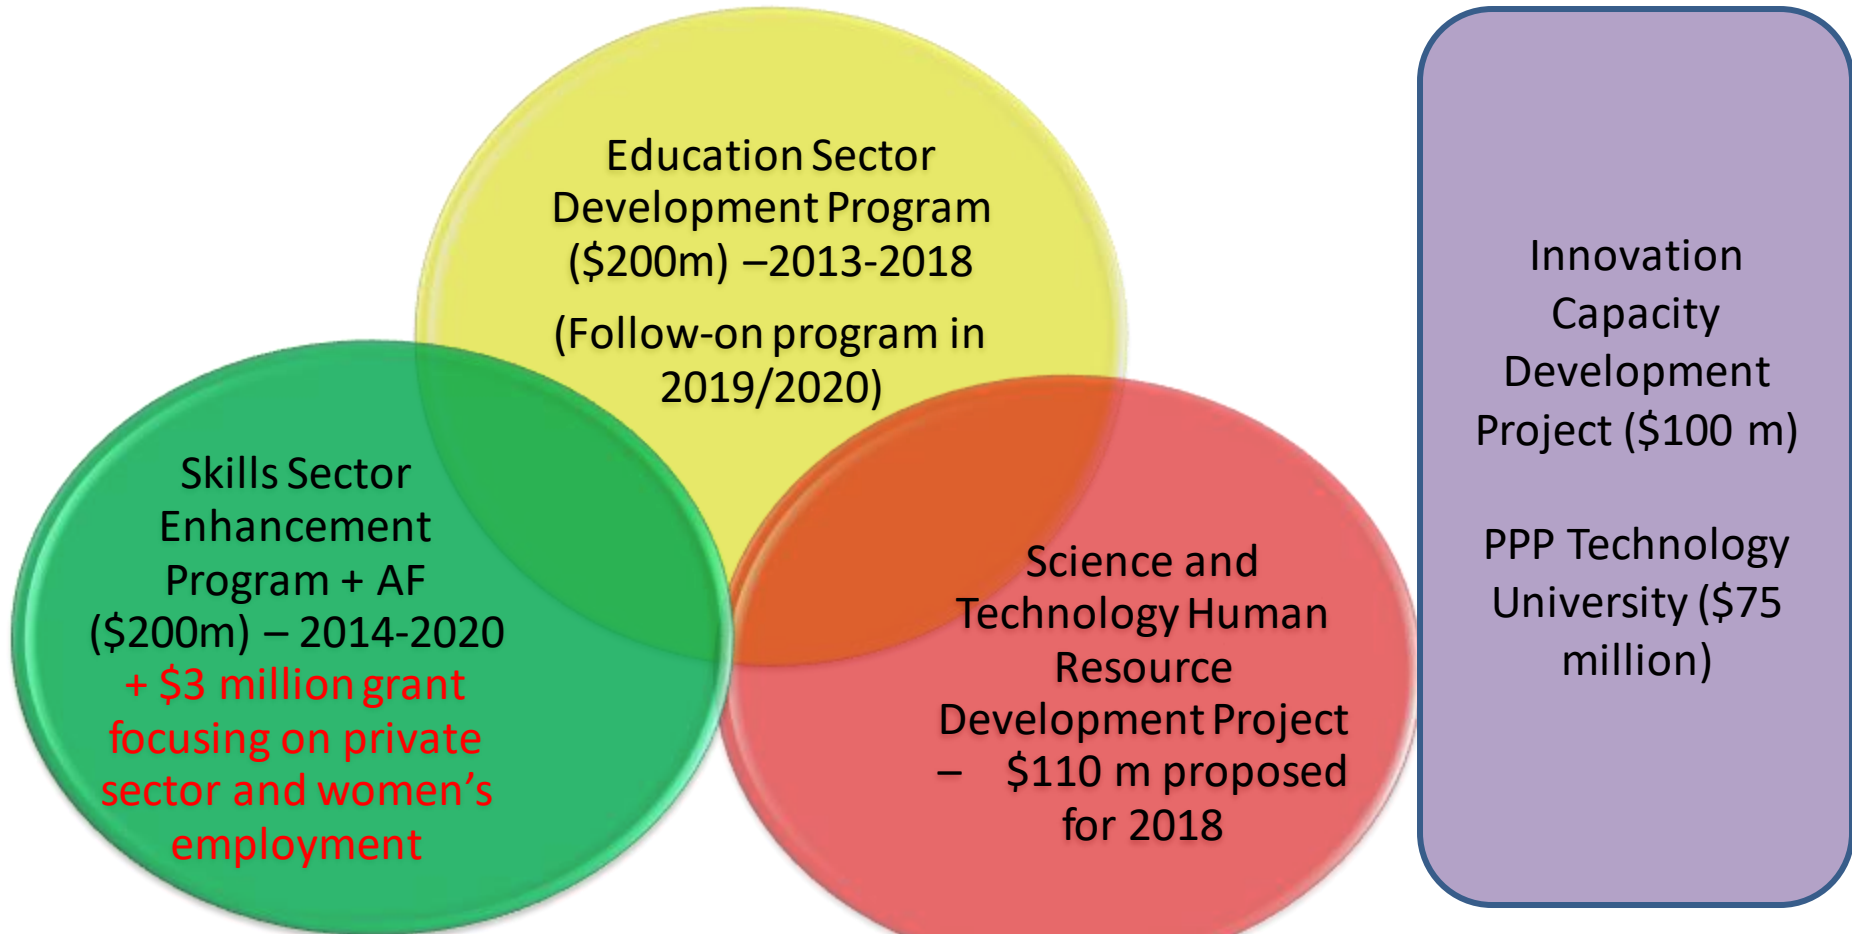 Education Sector
Development Program
($200m) –2013-2018
(Follow-on program in
2019/2020)
Skills Sector
Enhancement
Program + AF
($200m) – 2014-2020
+ $3 million grant
focusing on private
sector and women’s
employment
Science and
Technology Human
Resource
Development Project
– $110 m proposed
for 2018
Innovation
Capacity
Development
Project ($100 m)
PPP Technology
University ($75
million)